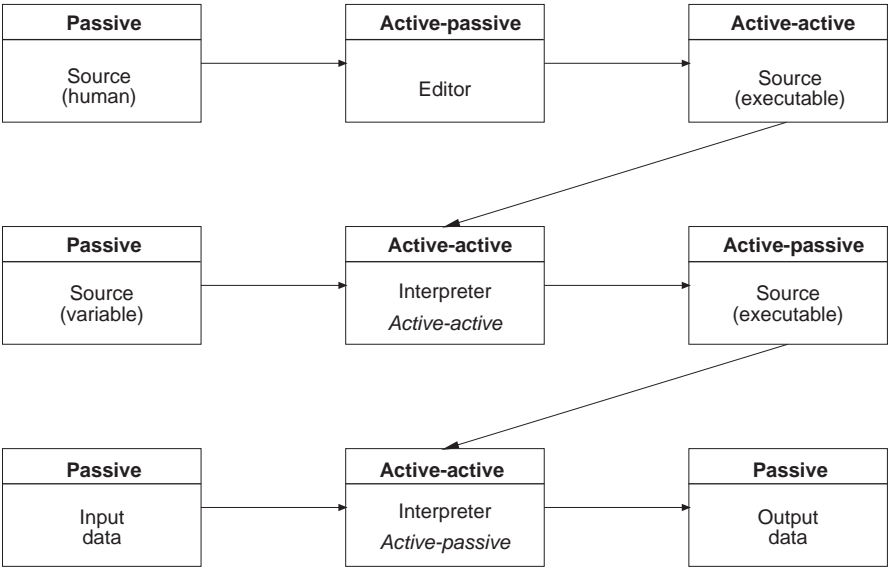 Passive
Source
(human)
Active-passive
Editor
Active-active
Source
(executable)
Passive
Source
(variable)
Active-active
Interpreter
Active-active
Active-passive
Source
(executable)
Passive
Input
data
Active-active
Interpreter
Active-passive
Passive
Output
data